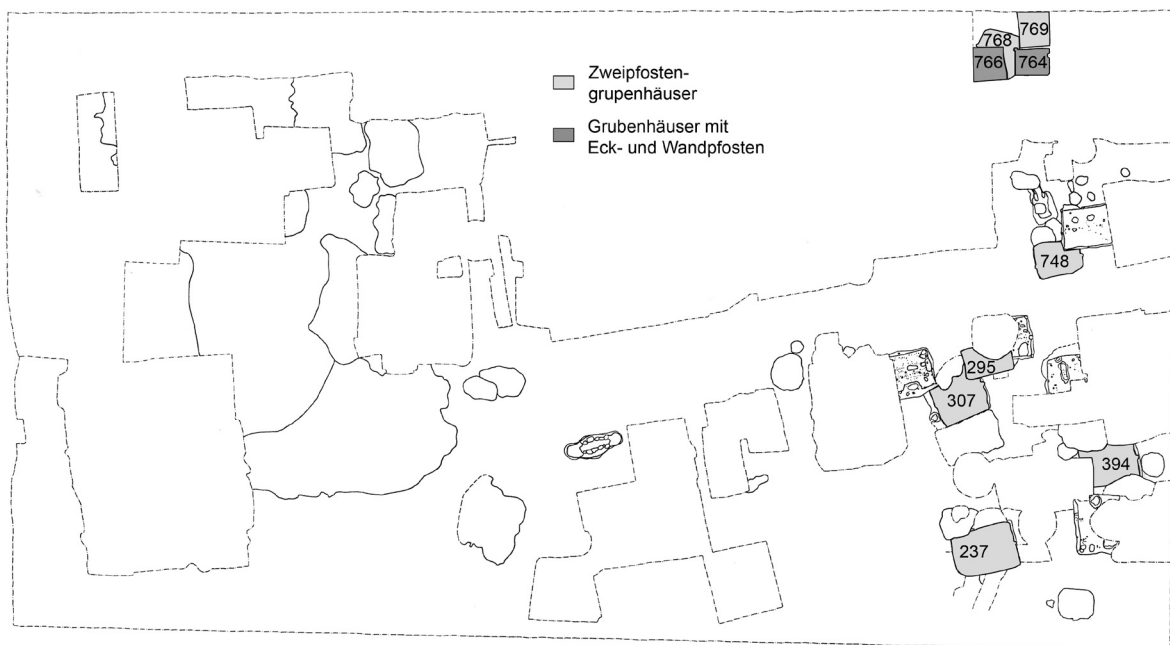 769
768
766
764
Zweipfosten-
grupenhäuser
Grubenhäuser mit
Eck- und Wandpfosten
748
295
307
394
237